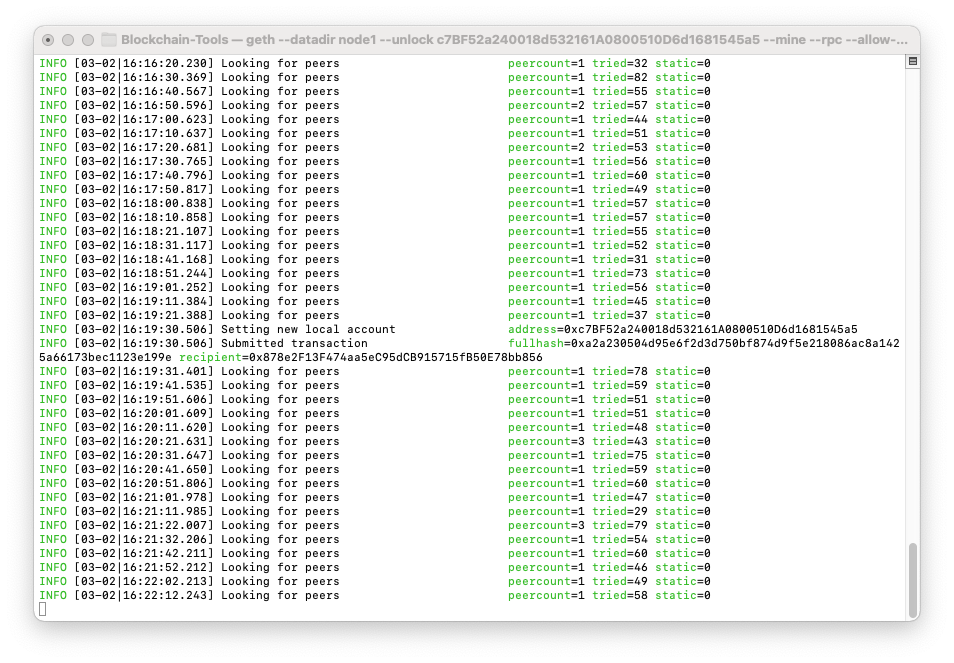 Blockchain-Tools — geth --datadir node1 --unlock c7BF52a240018d532161A0800510D6d1681545a5 --mine --rpc --allow-...
INFO [03-02|16:16:20.230] Looking for peers peercount=1 tried=32 static=0
INFO [03-02|16:16:30.369] Looking for peers peercount=1 tried=82 static=0
INFO [03-02|16:16:40.567] Looking for peers peercount=1 tried=55 static=0
INFO [03-02|16:16:50.596] Looking for peers peercount=2 tried=57 static=0
INFO [03-02|16:17:00.623] Looking for peers peercount=1 tried=44 static=0
INFO [03-02|16:17:10.637] Looking for peers peercount=1 tried=51 static=0
INFO [03-02|16:17:20.681] Looking for peers peercount=2 tried=53 static=0
INFO [03-02|16:17:30.765] Looking for peers peercount=1 tried=56 static=0
INFO [03-02|16:17:40.796] Looking for peers peercount=1 tried=60 static=0
INFO [03-02|16:17:50.817] Looking for peers peercount=1 tried=49 static=0
INFO [03-02|16:18:00.838] Looking for peers peercount=1 tried=57 static=0
INFO [03-02|16:18:10.858] Looking for peers peercount=1 tried=57 static=0
INFO [03-02|16:18:21.107] Looking for peers peercount=1 tried=55 static=0
INFO [03-02|16:18:31.117] Looking for peers peercount=1 tried=52 static=0
INFO [03-02|16:18:41.168] Looking for peers peercount=1 tried=31 static=0
INFO [03-02|16:18:51.244] Looking for peers peercount=1 tried=73 static=0
INFO [03-02|16:19:01.252] Looking for peers peercount=1 tried=56 static=0
INFO [03-02|16:19:11.384] Looking for peers peercount=1 tried=45 static=0
INFO [03-02|16:19:21.388] Looking for peers peercount=1 tried=37 static=0
INFO [03-02|16:19:30.506] Setting new local account address=0xc7BF52a240018d532161A0800510D6d1681545a5
INFO [03-02|16:19:30.506] Submitted transaction fullhash=0xa2a230504d95e6f2d3d750bf874d9f5e218086ac8a142
5a66173bec1123e199e recipient=0x878e2F13F474aa5eC95dCB915715fB50E78bb856
INFO [03-02|16:19:31.401] Looking for peers peercount=1 tried=78 static=0
INFO [03-02|16:19:41.535] Looking for peers peercount=1 tried=59 static=0
INFO [03-02|16:19:51.606] Looking for peers peercount=1 tried=51 static=0
INFO [03-02|16:20:01.609] Looking for peers peercount=1 tried=51 static=0
INFO [03-02|16:20:11.620] Looking for peers peercount=1 tried=48 static=0
INFO [03-02|16:20:21.631] Looking for peers peercount=3 tried=43 static=0
INFO [03-02|16:20:31.647] Looking for peers peercount=1 tried=75 static=0
INFO [03-02|16:20:41.650] Looking for peers peercount=1 tried=59 static=0
INFO [03-02|16:20:51.806] Looking for peers peercount=1 tried=60 static=0
INFO [03-02|16:21:01.978] Looking for peers peercount=1 tried=47 static=0
INFO [03-02|16:21:11.985] Looking for peers peercount=1 tried=29 static=0
INFO [03-02|16:21:22.007] Looking for peers peercount=3 tried=79 static=0
INFO [03-02|16:21:32.206] Looking for peers peercount=1 tried=54 static=0
INFO [03-02|16:21:42.211] Looking for peers peercount=1 tried=60 static=0
INFO [03-02|16:21:52.212] Looking for peers peercount=1 tried=46 static=0
INFO [03-02|16:22:02.213] Looking for peers peercount=1 tried=49 static=0
INFO [03-02|16:22:12.243] Looking for peers peercount=1 tried=58 static=0